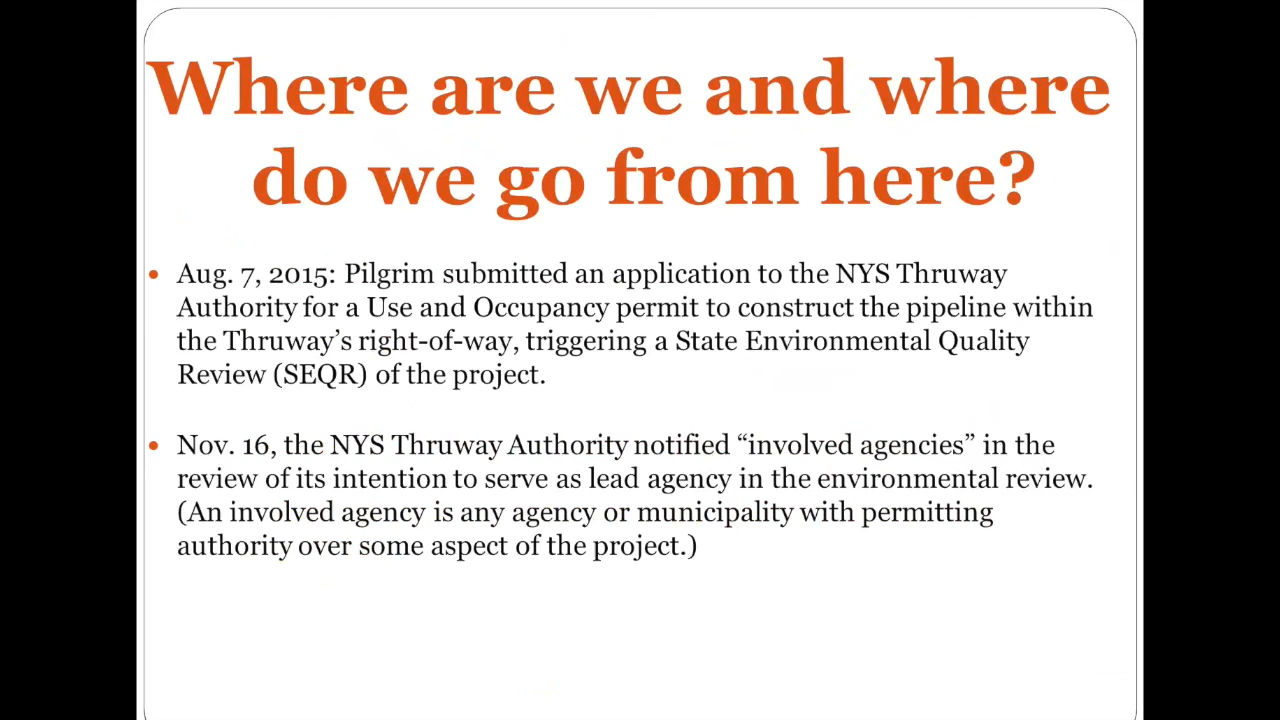 Where are we and where
do we go from here?
• Aug. 7, 2015: Pilgrim submitted an application to the NYS Thruway
Authority for a Use and Occupancy permit to construct the pipeline within
the Thruway’s right-of-way, triggering a State Environmental Quality
Review (SEQR) of the project.
• Nov. 16, the NYS Thruway Authority notified “involved agencies” in the
review of its intention to serve as lead agency in the environmental review.
(An involved agency is any agency or municipality with permitting
authority over some aspect of the project.)